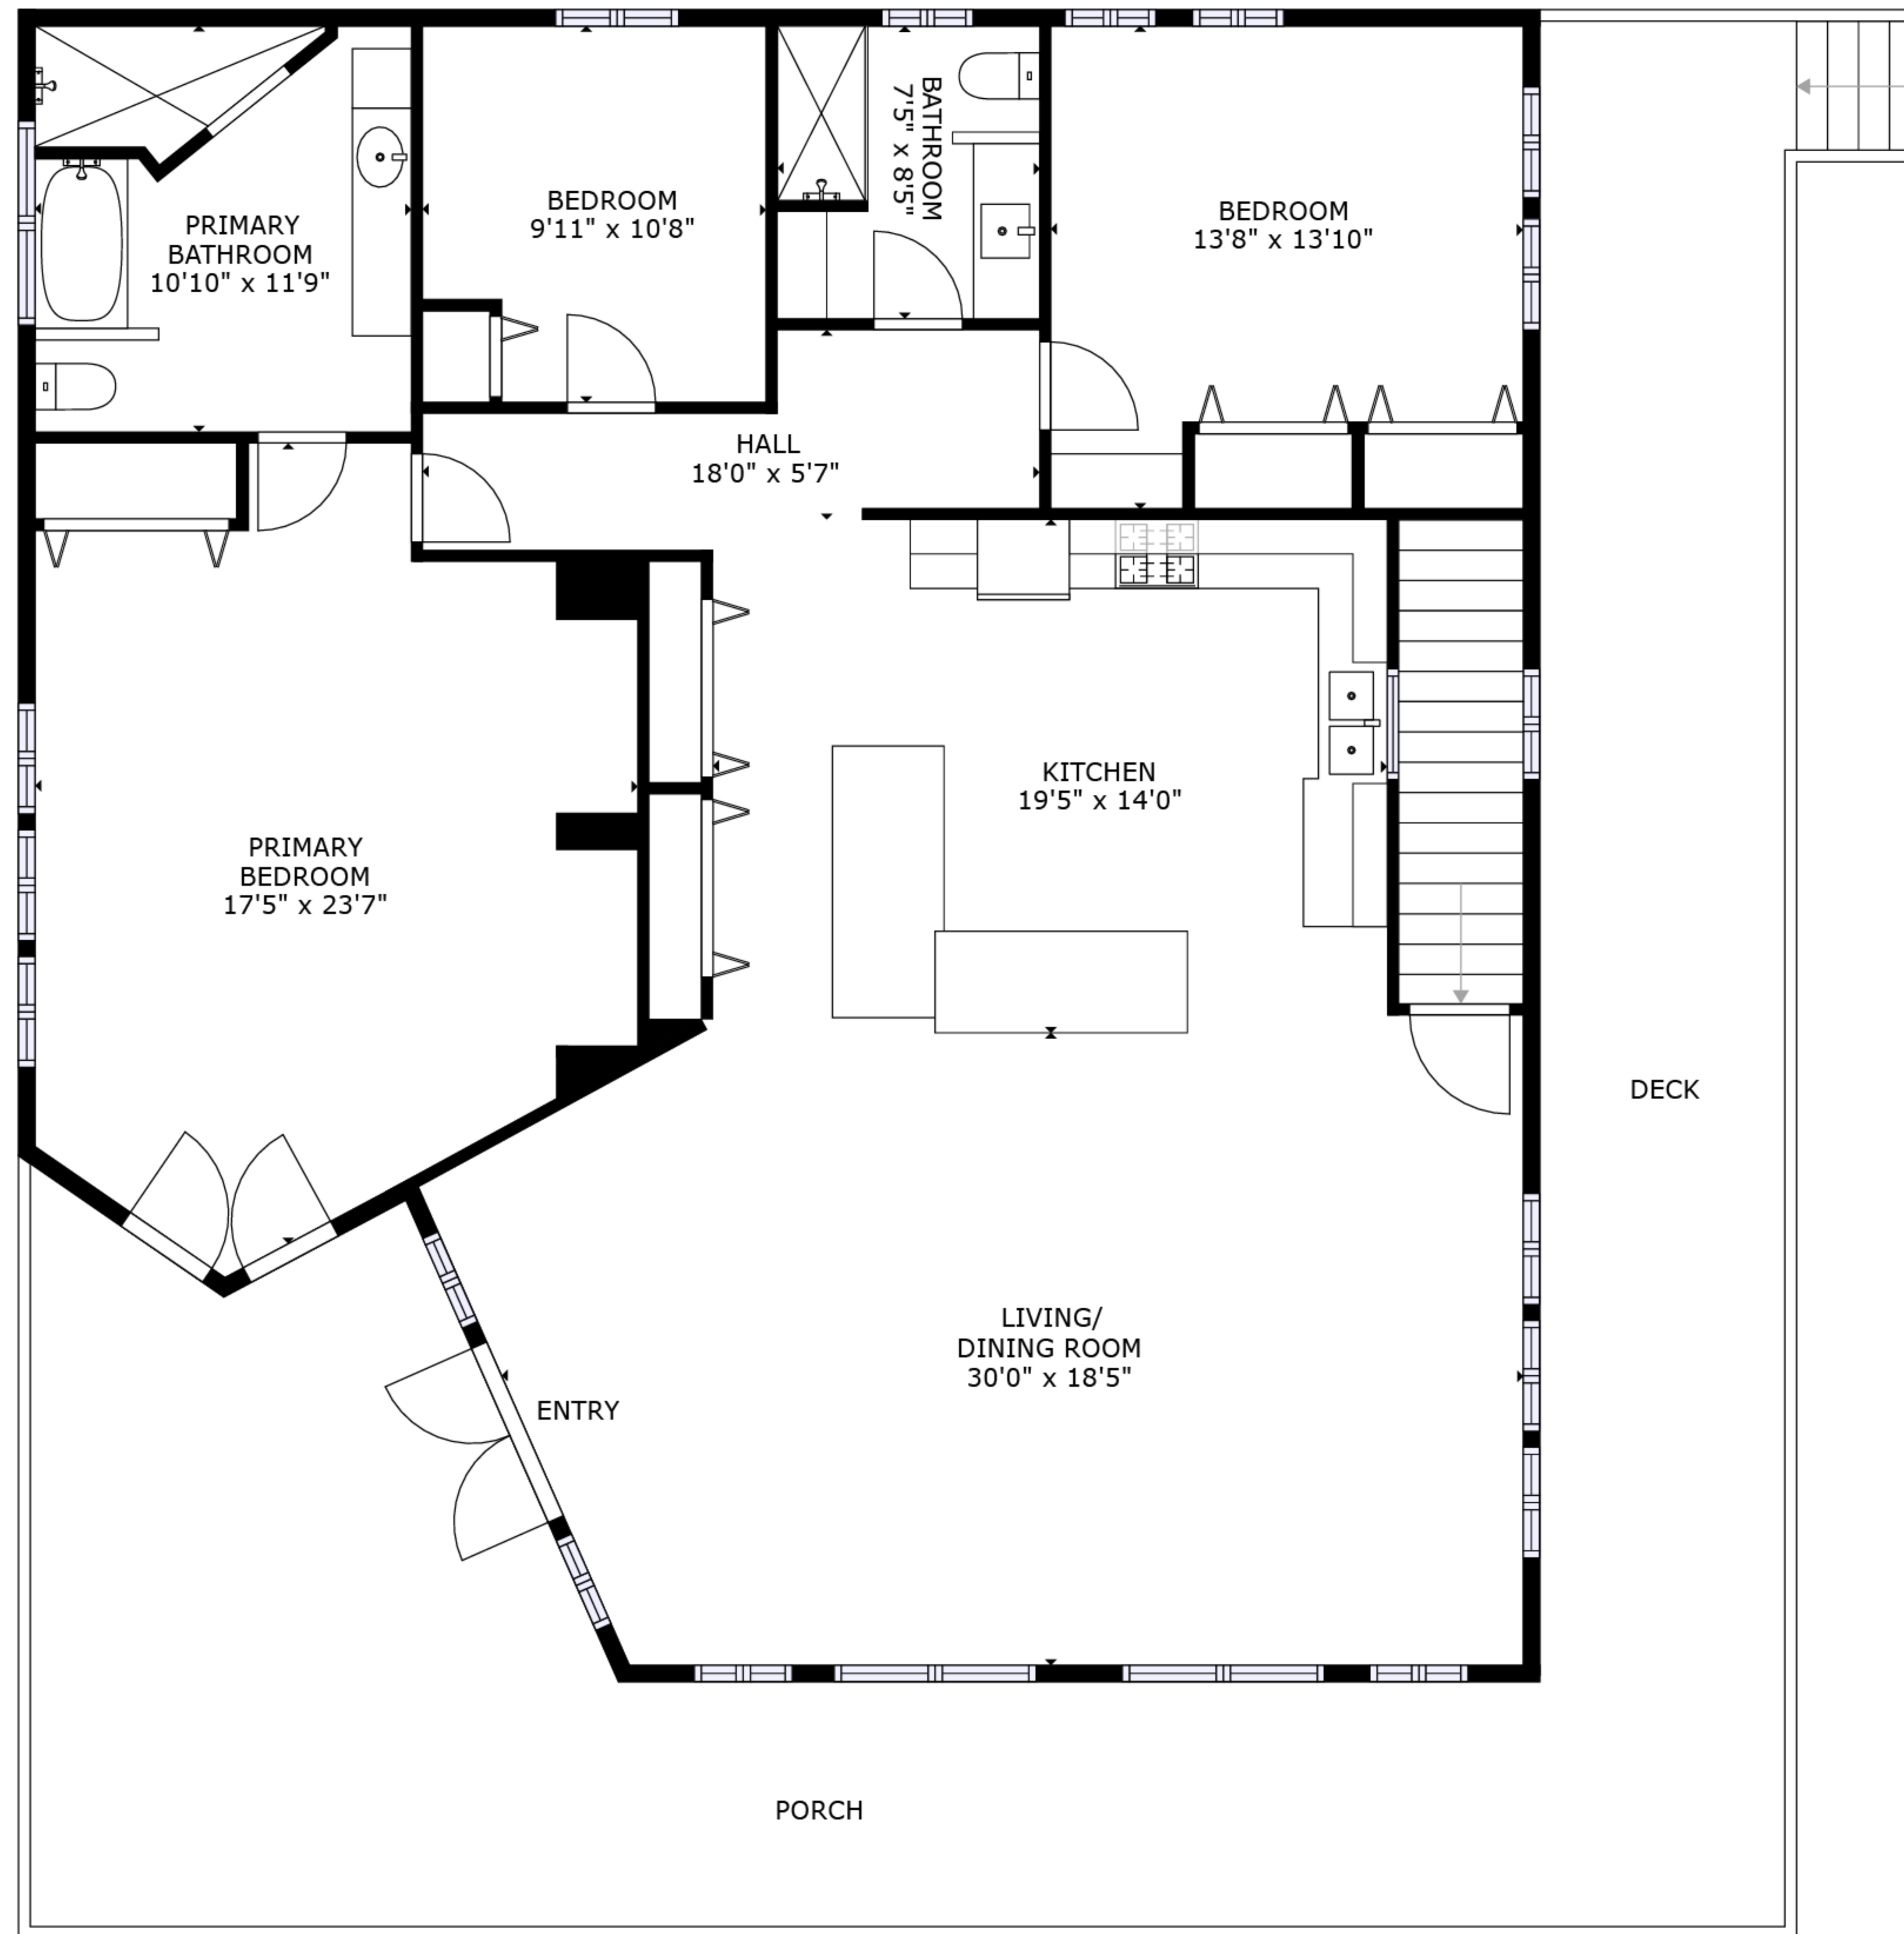 PRIMARY
BATHROOM
10'10" x 11'9"
BEDROOM
9'11" x 10'8"
BATHROOM
7'5" x 8'5"
BEDROOM
13'8" x 13'10"
HALL
18'0" x 5'7"
PRIMARY
BEDROOM
17'5" x 23'7"
KITCHEN
19'5" x 14'0"
DECK
LIVING/
DINING ROOM
30'0" x 18'5"
ENTRY
PORCH